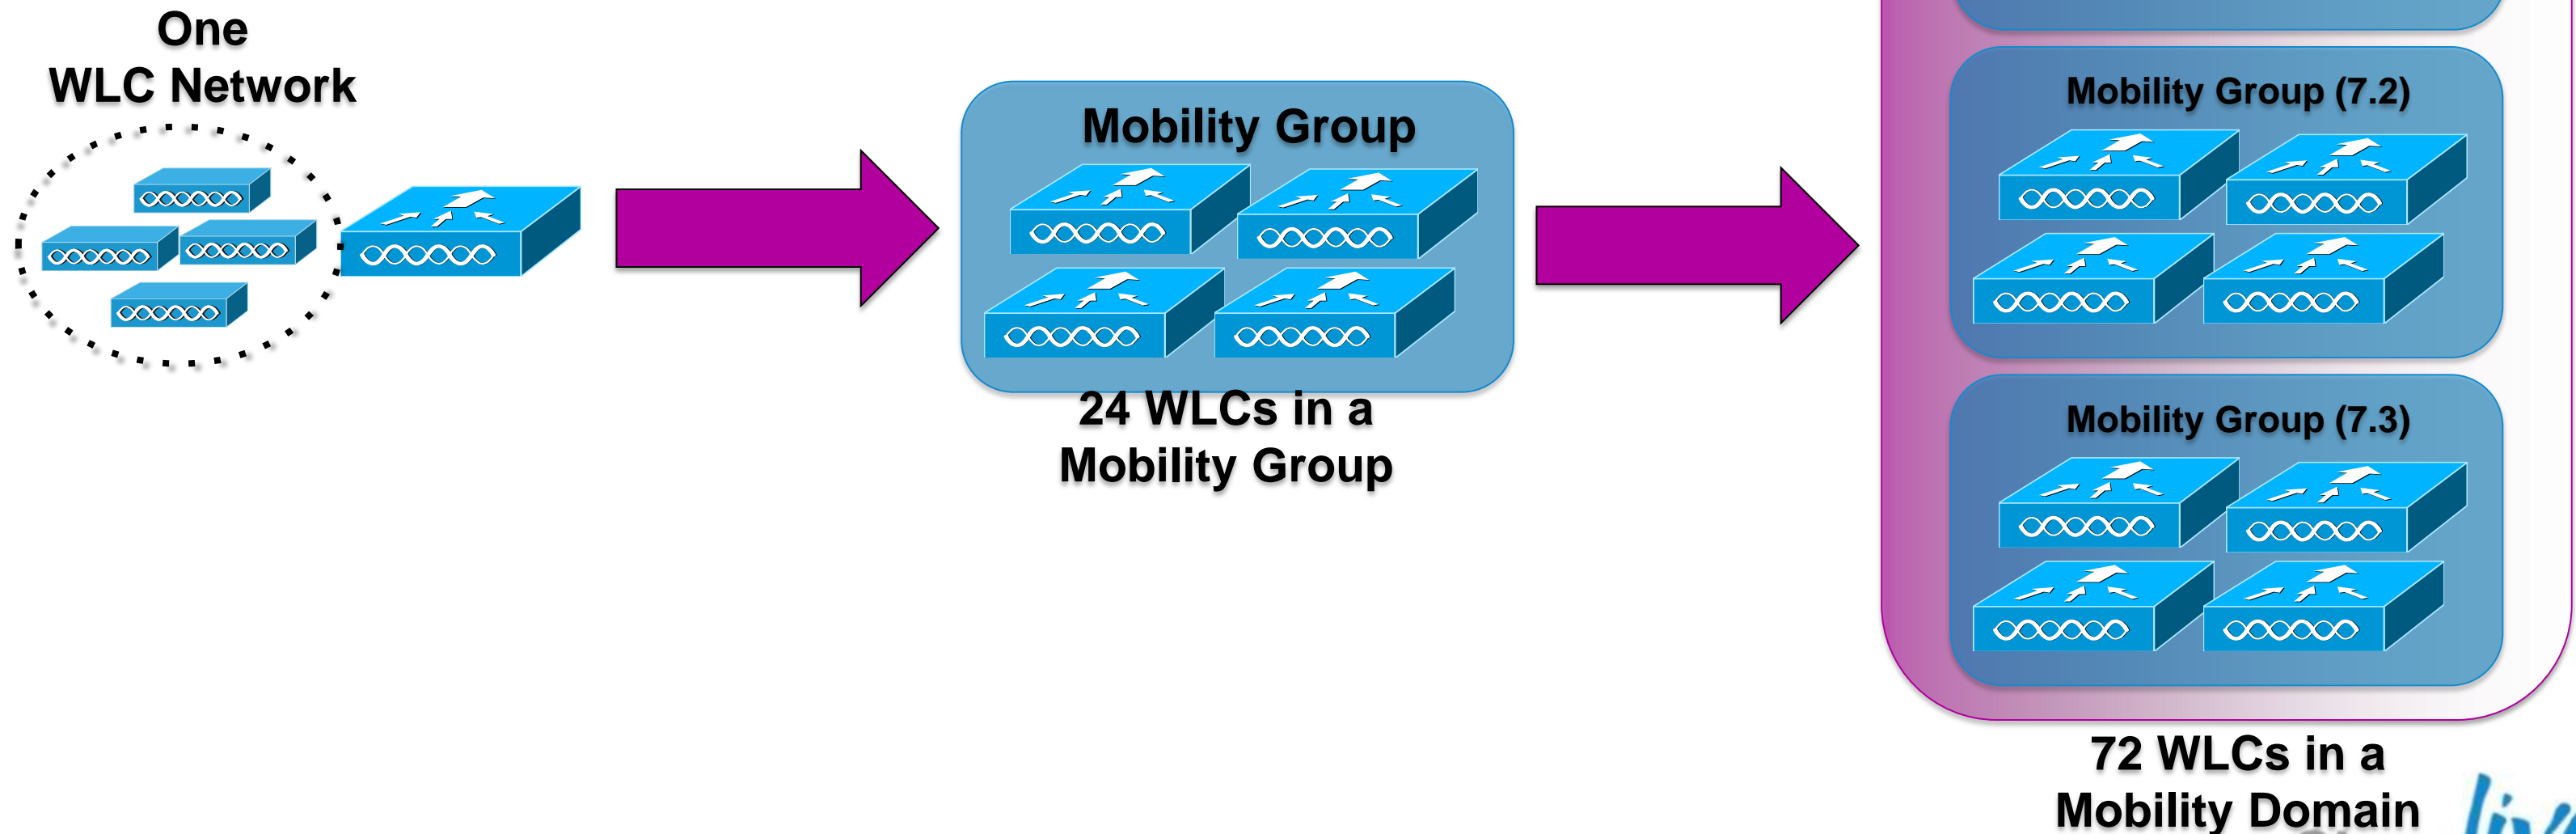 One
WLC Network
Mobility Group
24 WLCs in a
Mobility Group
Mobility Group (7.2)
Mobility Group (7.3)
72 WLCs in a
Mobility Domain